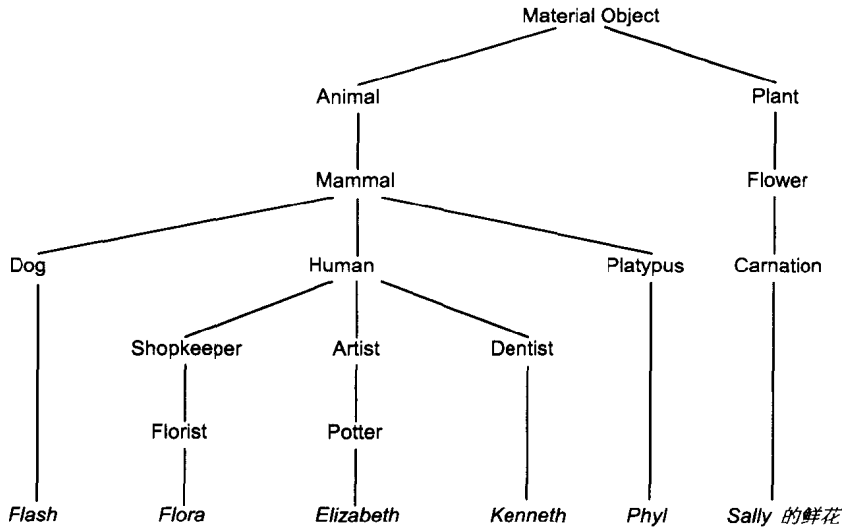 Material Object
Animal Plant
Mammal Flower
Dog Human Platypus Carnation
Shopkeeper Artist Dentist
Florist Potter
Flash Flora Elizabeth Kenneth Phyl Sally 的鲜花